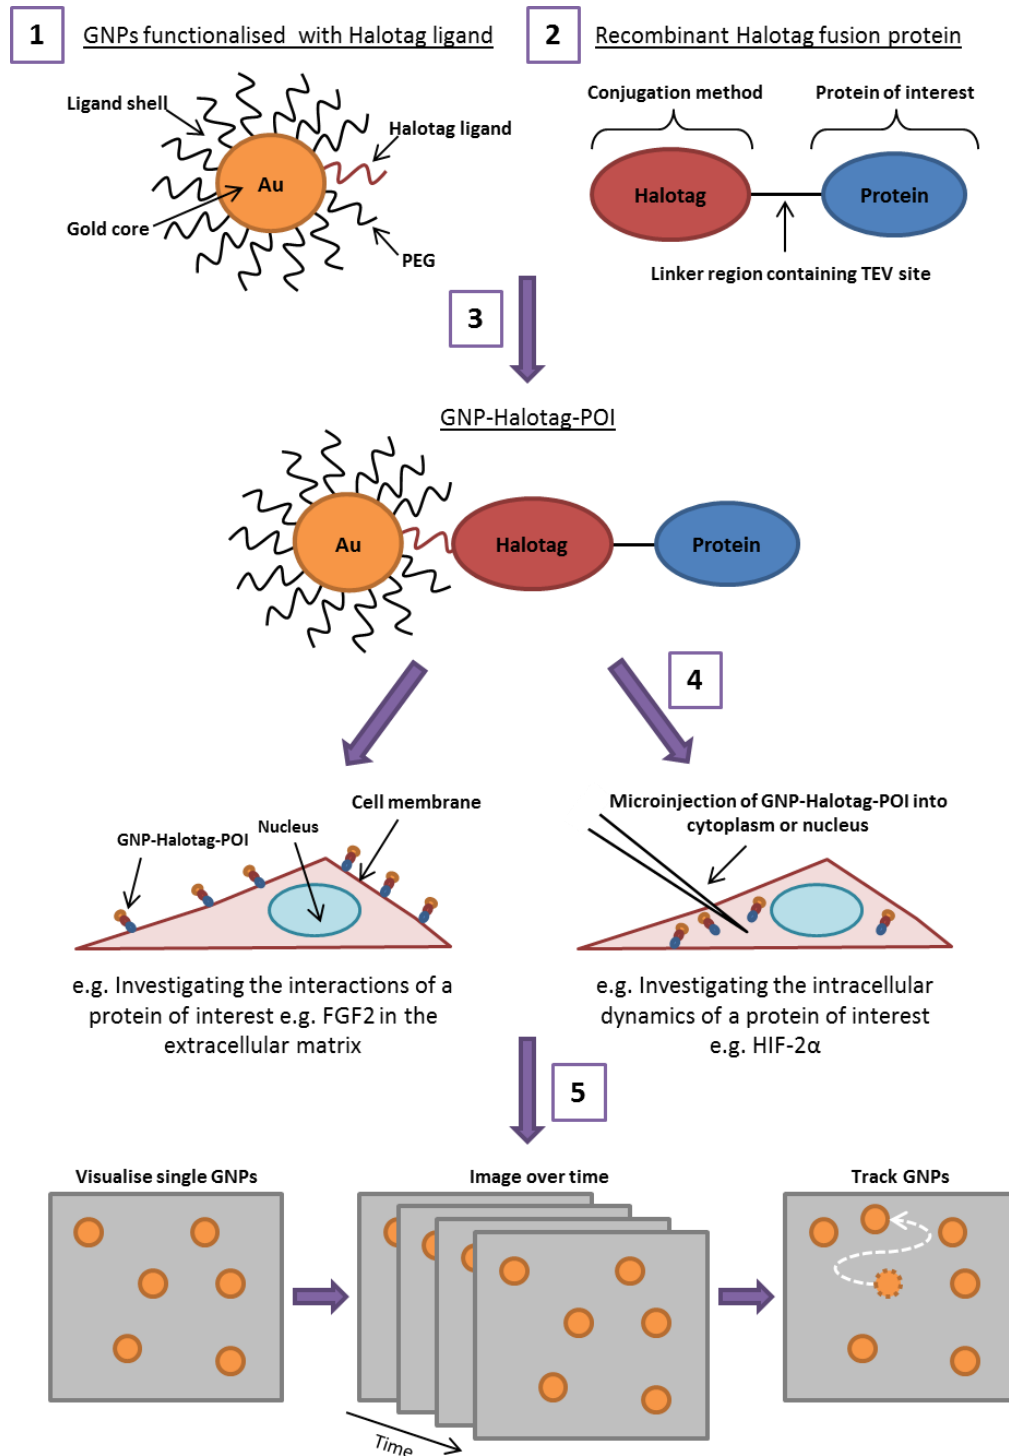 1
GNPs functionalised with Halotag ligand
2
Recombinant Halotag fusion protein
Ligand shell
Halotag ligand
Au
Gold core
PEG
Conjugation method
Protein of interest
Halotag
Protein
Linker region containing TEV site
3
GNP-Halotag-POI
Au
Halotag
Protein
4
Cell membrane
Nucleus
GNP-Halotag-POI
Microinjection of GNP-Halotag-POI into
cytoplasm or nucleus
e.g. Investigating the interactions of a
protein of interest e.g. FGF2 in the
extracellular matrix
e.g. Investigating the intracellular
dynamics of a protein of interest
e.g. HIF-2α
5
Visualise single GNPs
Image over time
Track GNPs
Time